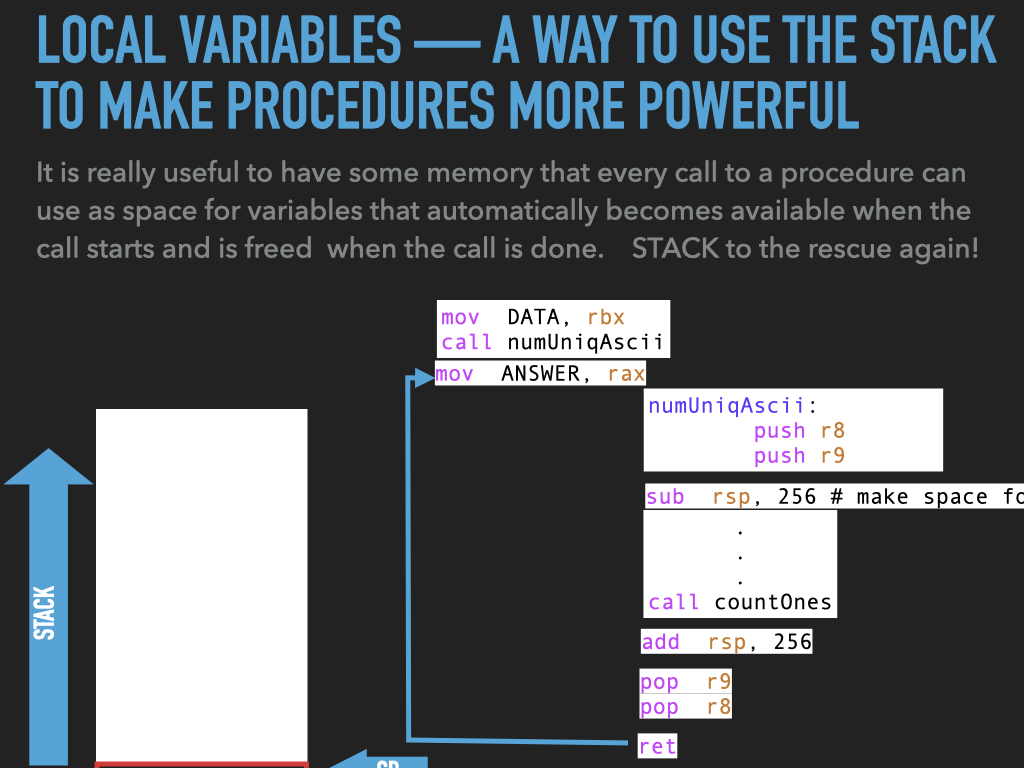 LOCAL VARIABLES — A WAY TO USE THE STACK
TO MAKE PROCEDURES MORE POWERFUL
It is really useful to have some memory that every call to a procedure can
use as space for variables that automatically becomes available when the
call starts and is freed  when the call is done.    STACK to the rescue again!
mov  DATA, rbx
call numUniqAscii
mov  ANSWER, rax
numUniqAscii:
push r8
push r9
sub  rsp, 256 # make space fo
.
.
.
call countOnes
add  rsp, 256
pop  r9
pop  r8
ret
STACK